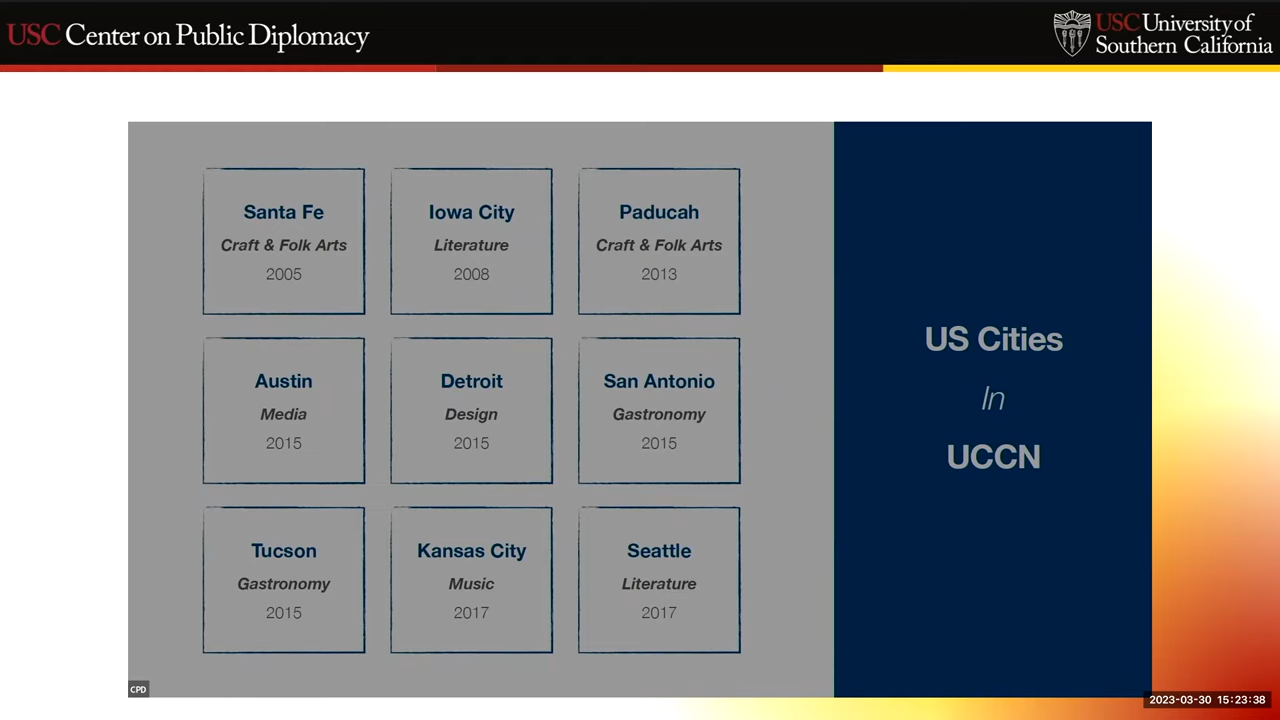 USC Center on Public Diplomacy
USC University of
Southern California
Santa Fe
Craft & Folk Arts
2005
Iowa City
Literature
2008
Paducah
Craft & Folk Arts
2013
Austin
Media
2015
Detroit
Design
2015
San Antonio
Gastronomy
2015
Tucson
Gastronomy
2015
Kansas City
Music
2017
Seattle
Literature
2017
US Cities
In
UCCN
CPD
2023-03-30 15:23:38